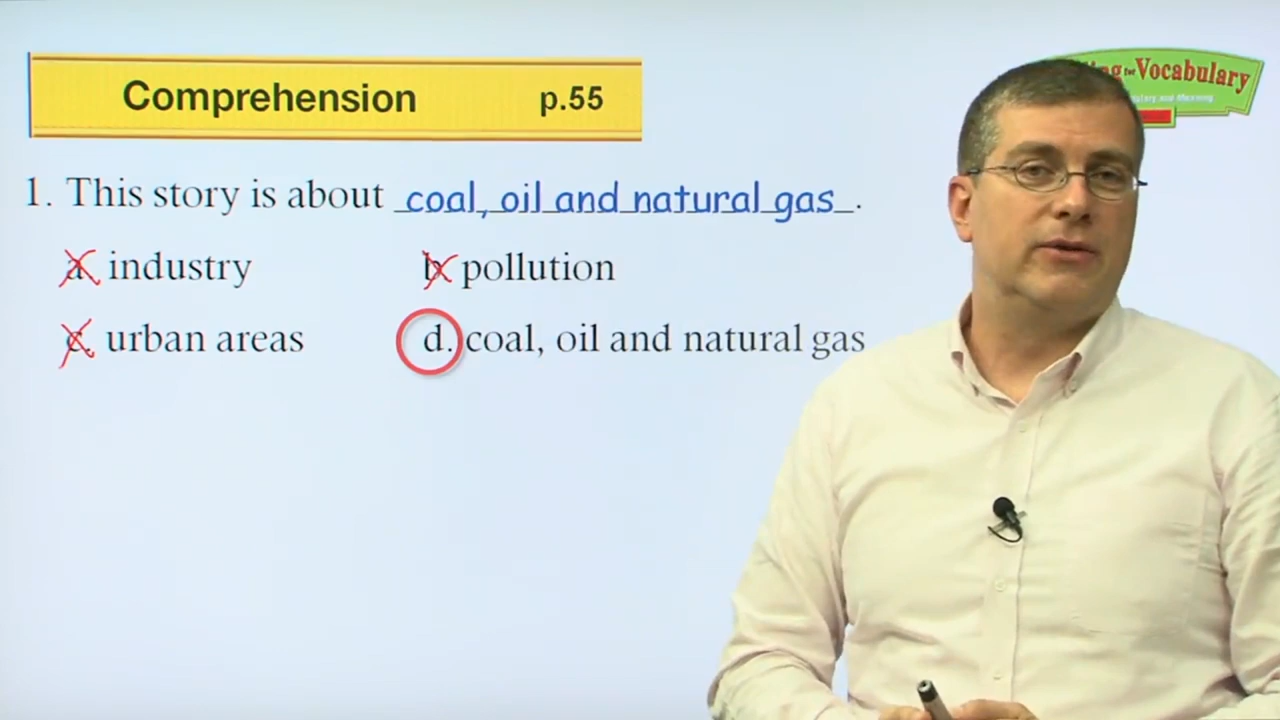 Comprehension p.55
Vocabulary
1. This story is about coal, oil and natural gas.
a. industry b. pollution
c. urban areas d. coal, oil and natural gas